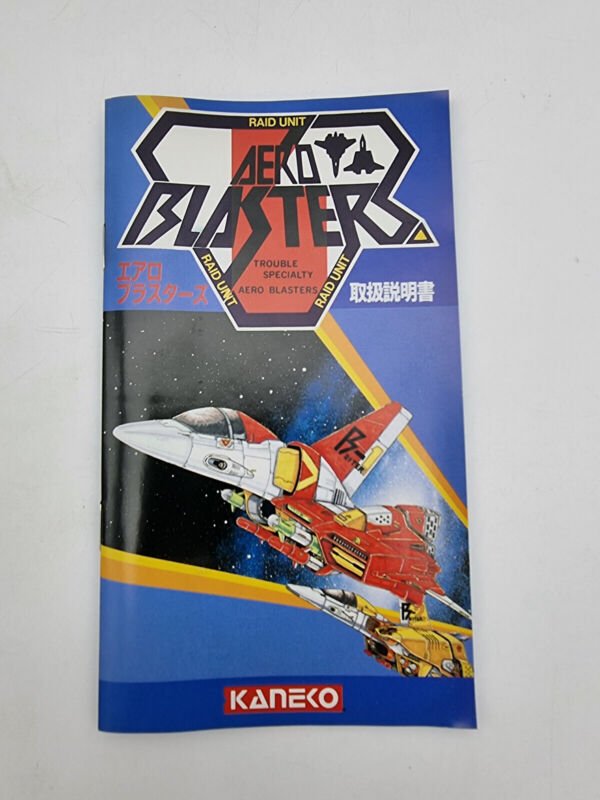 RAID UNIT
AERO
BLASTERS
TROUBLE
SPECIALTY
AERO BLASTERS
RAID UNIT
RAID UNIT
エアロ
ブラスターズ
取扱説明書
KANEKO